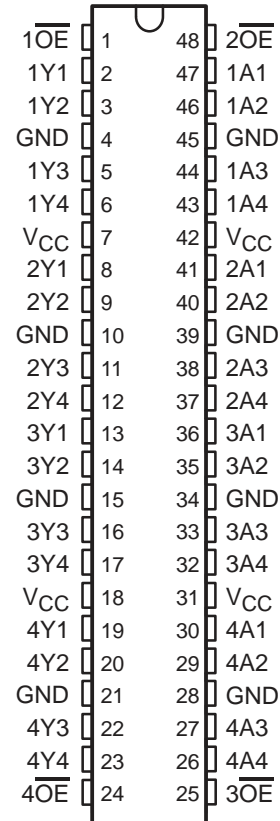 1OE 1 48 2OE
1Y1 2 47 1A1
1Y2 3 46 1A2
GND 4 45 GND
1Y3 5 44 1A3
1Y4 6 43 1A4
VCC 7 42 VCC
2Y1 8 41 2A1
2Y2 9 40 2A2
GND 10 39 GND
2Y3 11 38 2A3
2Y4 12 37 2A4
3Y1 13 36 3A1
3Y2 14 35 3A2
GND 15 34 GND
3Y3 16 33 3A3
3Y4 17 32 3A4
VCC 18 31 VCC
4Y1 19 30 4A1
4Y2 20 29 4A2
GND 21 28 GND
4Y3 22 27 4A3
4Y4 23 26 4A4
4OE 24 25 3OE